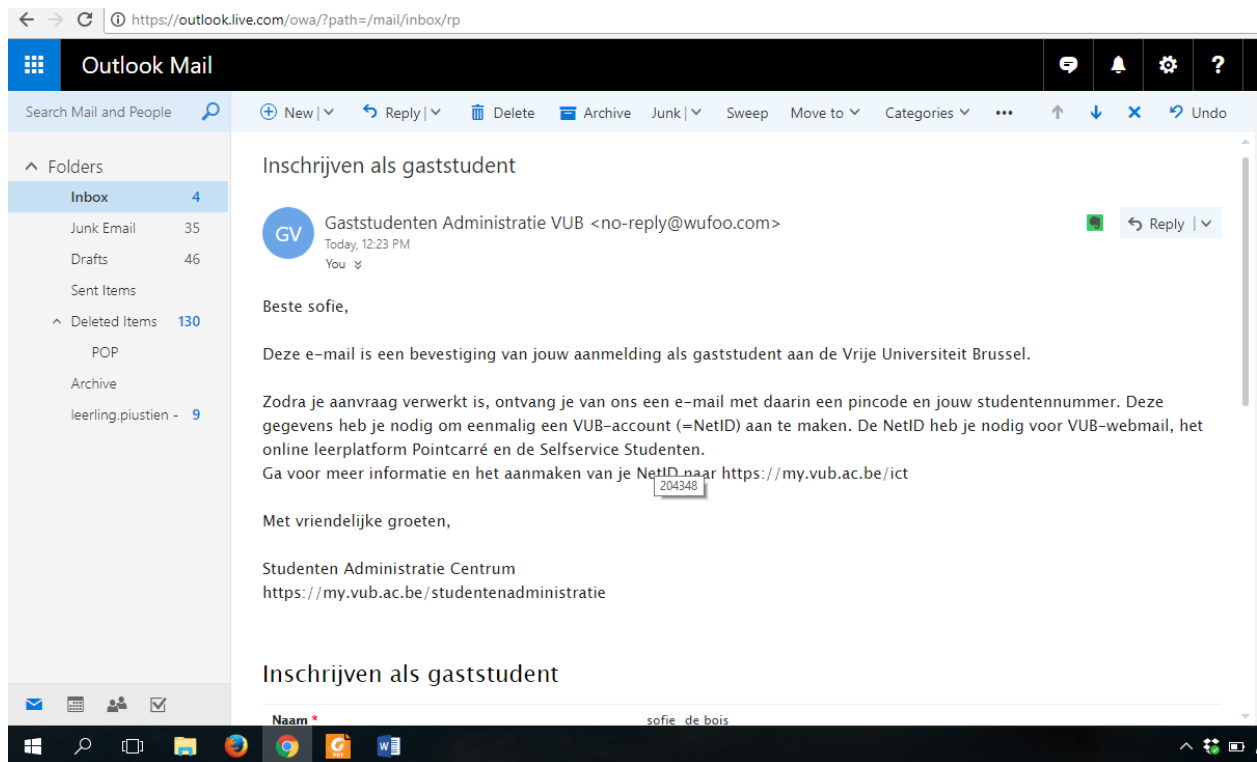 https://outlook.live.com/owa/?path=/mail/inbox/rp
Outlook Mail
?
Search Mail and People
New
Reply
Delete
Archive
Junk
Sweep
Move to
Categories
Undo
Folders
Inbox 4
Junk Email 35
Drafts 46
Sent Items
Deleted Items 130
POP
Archive
leerling.piustien - 9
Inschrijven als gaststudent
GV
Gaststudenten Administratie VUB <no-reply@wufoo.com>
Today, 12:23 PM
You
Reply
Beste sofie,
Deze e-mail is een bevestiging van jouw aanmelding als gaststudent aan de Vrije Universiteit Brussel.
Zodra je aanvraag verwerkt is, ontvang je van ons een e-mail met daarin een pincode en jouw studentennummer. Deze
gegevens heb je nodig om eenmalig een VUB-account (=NetID) aan te maken. De NetID heb je nodig voor VUB-webmail, het
online leerplatform Pointcarré en de Selfservice Studenten.
Ga voor meer informatie en het aanmaken van je NetID naar https://my.vub.ac.be/ict
204348
Met vriendelijke groeten,
Studenten Administratie Centrum
https://my.vub.ac.be/studentenadministratie
Inschrijven als gaststudent
Naam * sofie de bois